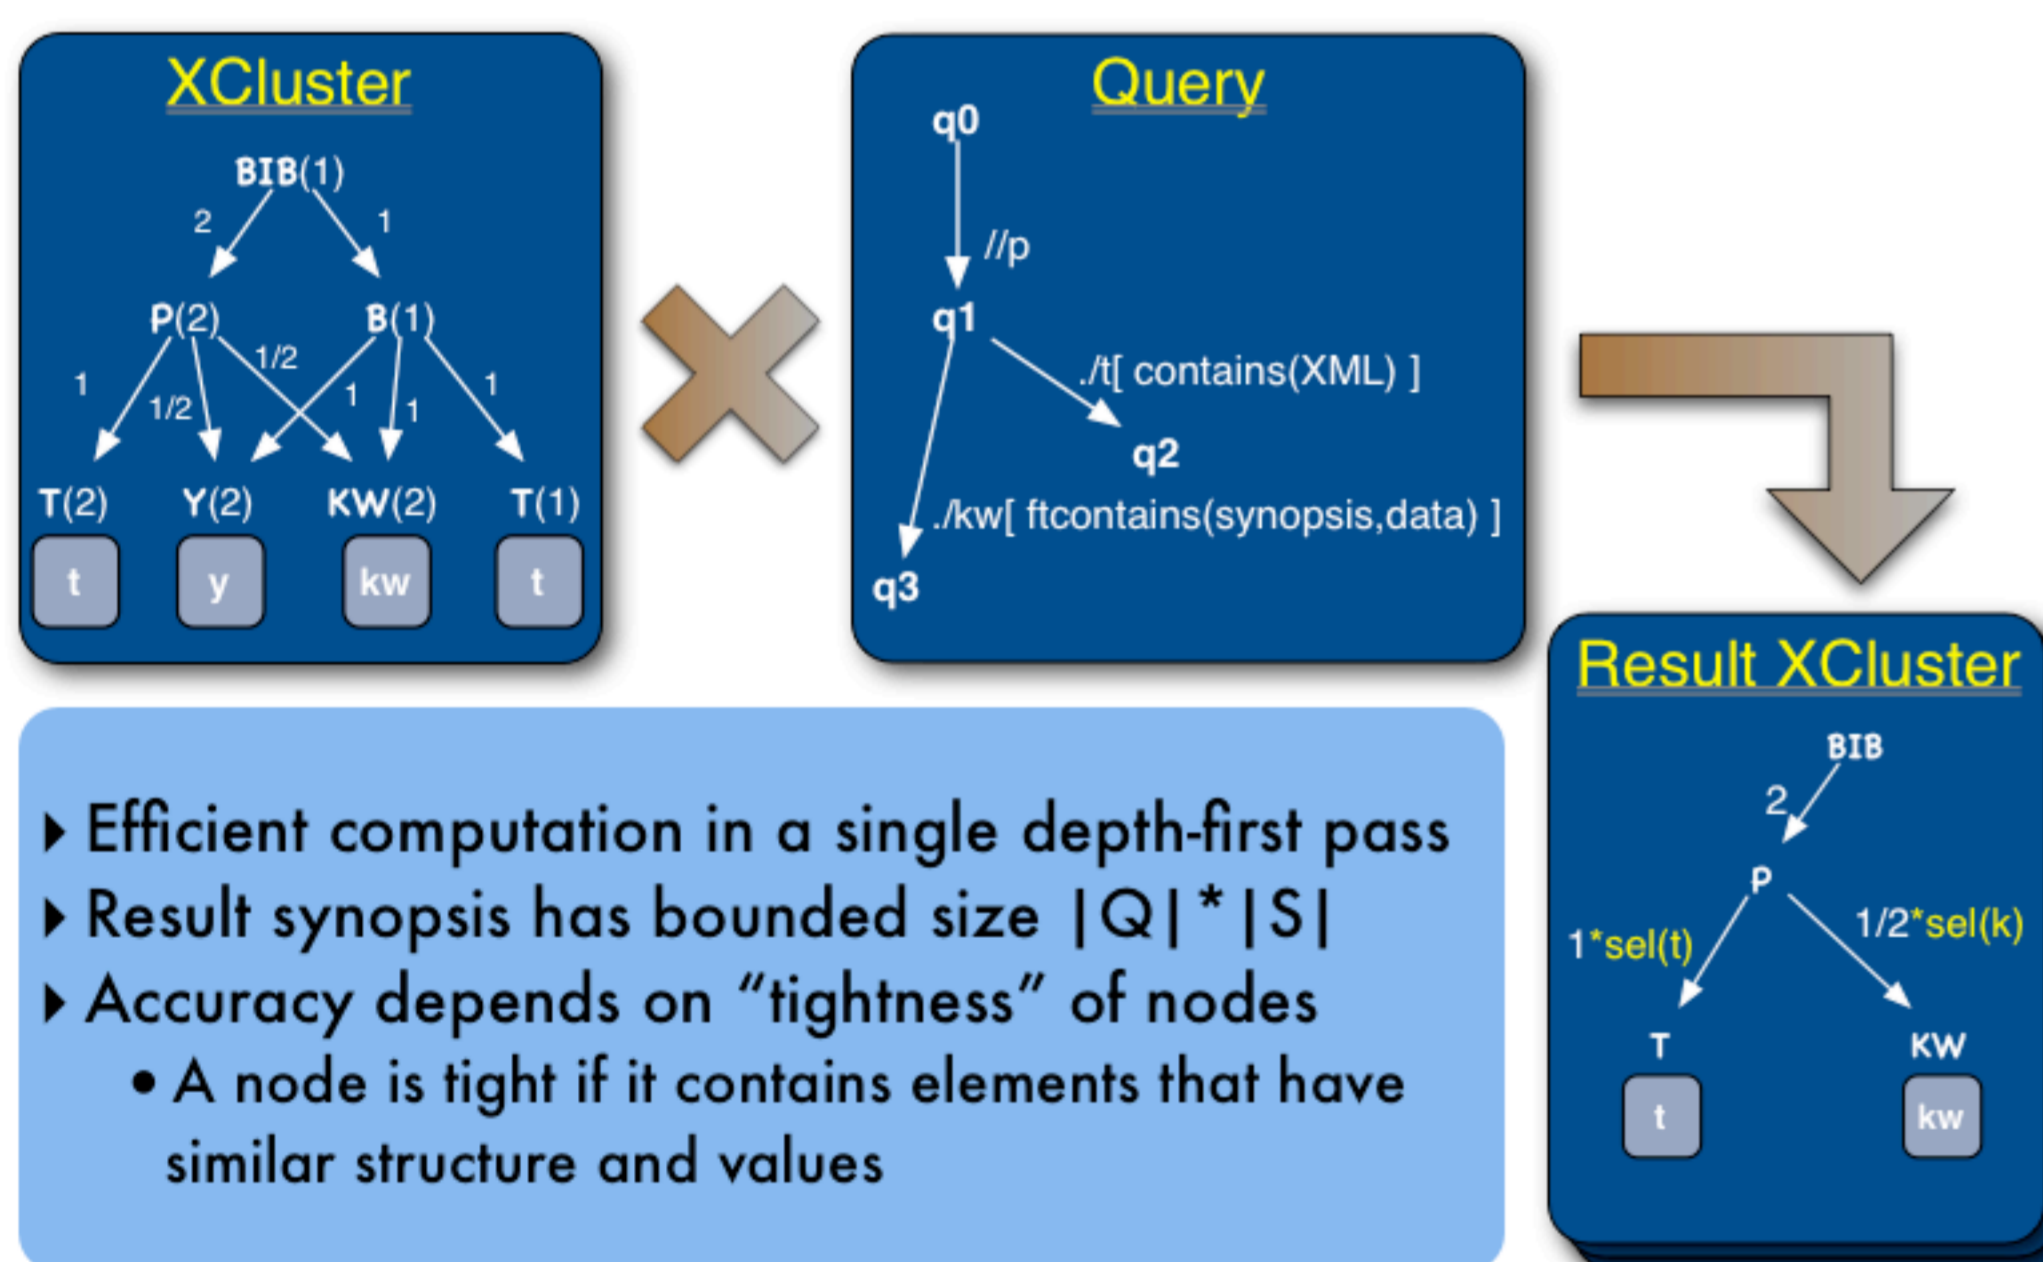 XCluster
BIB(1)
2
1
P(2)
B(1)
1
1/2
1/2
1
1
1
T(2)
Y(2)
KW(2)
T(1)
t
y
kw
t
Query
q0
//p
q1
./t[ contains(XML) ]
q2
./kw[ ftcontains(synopsis,data) ]
q3
Result XCluster
BIB
2
P
1*sel(t)
1/2*sel(k)
T
KW
t
kw
▸ Efficient computation in a single depth-first pass
▸ Result synopsis has bounded size |Q|*|S|
▸ Accuracy depends on “tightness” of nodes
• A node is tight if it contains elements that have
similar structure and values